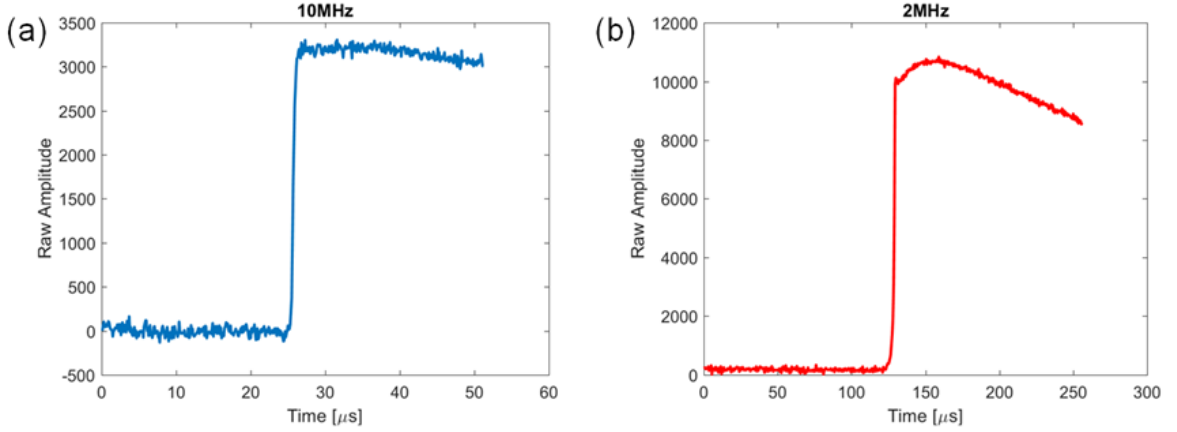 (a)
10MHz
3500
3000
2500
2000
1500
1000
500
0
-500
Raw Amplitude
0 10 20 30 40 50 60
Time [μs]
(b)
2MHz
12000
10000
8000
6000
4000
2000
0
Raw Amplitude
0 50 100 150 200 250 300
Time [μs]